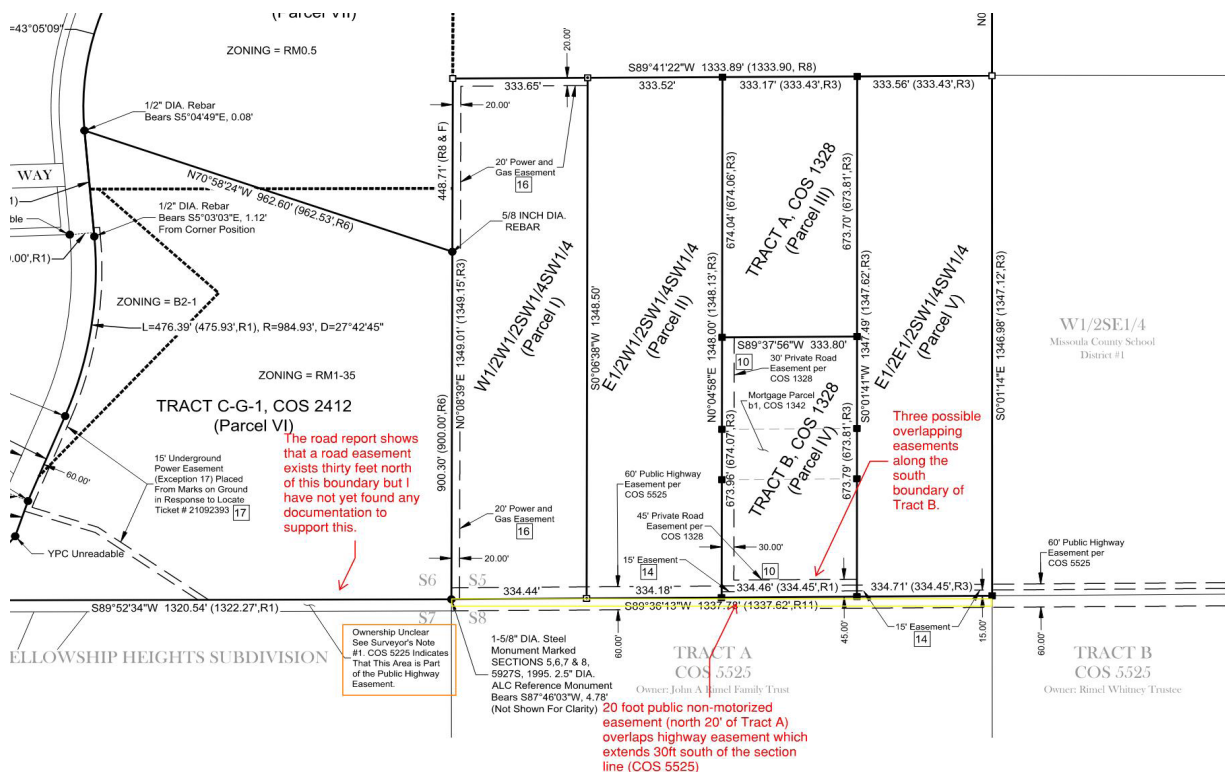 (Parcel VII)
=43°05'09"
ZONING = RM0.5
1/2" DIA. Rebar
Bears S5°04'49"E, 0.08'
WAY
N70°58'24"W 962.60' (962.53',R6)
1/2" DIA. Rebar
Bears S5°03'03"E, 1.12'
From Corner Position
.00',R1)
ZONING = B2-1
L=476.39' (475.93',R1), R=984.93', D=27°42'45"
ZONING = RM1-35
TRACT C-G-1, COS 2412
(Parcel VI)
15' Underground
Power Easement
(Exception 17) Placed
From Marks on Ground
in Response to Locate
Ticket # 21092393 17
60.00'
YPC Unreadable
The road report shows
that a road easement
exists thirty feet north
of this boundary but I
have not yet found any
documentation to
support this.
S89°52'34"W 1320.54' (1322.27',R1)
ELLOWSHIP HEIGHTS SUBDIVISION
S6 S5
S7 S8
Ownership Unclear
See Surveyor's Note
#1. COS 5225 Indicates
That This Area is Part
of the Public Highway
Easement.
20.00'
N0
S89°41'22"W 1333.89' (1333.90, R8)
333.65'
333.52'
333.17' (333.43',R3)
333.56' (333.43',R3)
20.00'
448.71' (R8 & F)
20' Power and
Gas Easement
16
5/8 INCH DIA.
REBAR
N0°08'39"E 1349.01' (1349.15',R3)
900.30' (900.00',R6)
W1/2W1/2SW1/4SW1/4
(Parcel II)
S0°06'38"W 1348.50'
E1/2W1/2SW1/4SW1/4
(Parcel III)
N0°04'58"E 1348.00' (1348.13',R3)
674.04' (674.06',R3)
673.96' (674.07',R3)
TRACT A, COS 1328
(Parcel III)
673.70' (673.81',R3)
S89°37'56"W 333.80'
10
30' Private Road
Easement per
COS 1328
Mortgage Parcel
b1, COS 1342
TRACT B, COS 1328
(Parcel IV)
673.79' (673.81',R3)
S0°01'41"W 1347.49' (1347.62',R3)
E1/2E1/2SW1/4SW1/4
(Parcel V)
S0°01'14"E 1346.98' (1347.12',R3)
W1/2SE1/4
Missoula County School
District #1
Three possible
overlapping
easements
along the
south
boundary of
Tract B.
20' Power and
Gas Easement
16
20.00'
60' Public Highway
Easement per
COS 5525
45' Private Road
Easement per
COS 1328
30.00'
15' Easement
14
10
60' Public Highway
Easement per
COS 5525
334.44'
334.18'
334.46' (334.45',R1)
334.71' (334.45',R3)
S89°36'13"W 1337.79' (1337.62',R11)
60.00'
45.00'
15' Easement
14
15.00'
60.00'
1-5/8" DIA. Steel
Monument Marked
SECTIONS 5,6,7 & 8,
5927S, 1995. 2.5" DIA.
ALC Reference Monument
Bears S87°46'03"W, 4.78'
(Not Shown For Clarity)
TRACT A
COS 5525
Owner: John A Rimel Family Trust
TRACT B
COS 5525
Owner: Rimel Whitney Trustee
20 foot public non-motorized
easement (north 20' of Tract A)
overlaps highway easement which
extends 30ft south of the section
line (COS 5525)